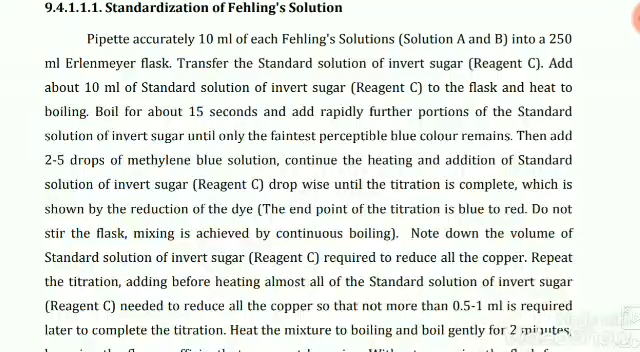 9.4.1.1.1. Standardization of Fehling's Solution
Pipette accurately 10 ml of each Fehling's Solutions (Solution A and B) into a 250
ml Erlenmeyer flask. Transfer the Standard solution of invert sugar (Reagent C). Add
about 10 ml of Standard solution of invert sugar (Reagent C) to the flask and heat to
boiling. Boil for about 15 seconds and add rapidly further portions of the Standard
solution of invert sugar until only the faintest perceptible blue colour remains. Then add
2-5 drops of methylene blue solution, continue the heating and addition of Standard
solution of invert sugar (Reagent C) drop wise until the titration is complete, which is
shown by the reduction of the dye (The end point of the titration is blue to red. Do not
stir the flask, mixing is achieved by continuous boiling). Note down the volume of
Standard solution of invert sugar (Reagent C) required to reduce all the copper. Repeat
the titration, adding before heating almost all of the Standard solution of invert sugar
(Reagent C) needed to reduce all the copper so that not more than 0.5-1 ml is required
later to complete the titration. Heat the mixture to boiling and boil gently for 2 minutes,